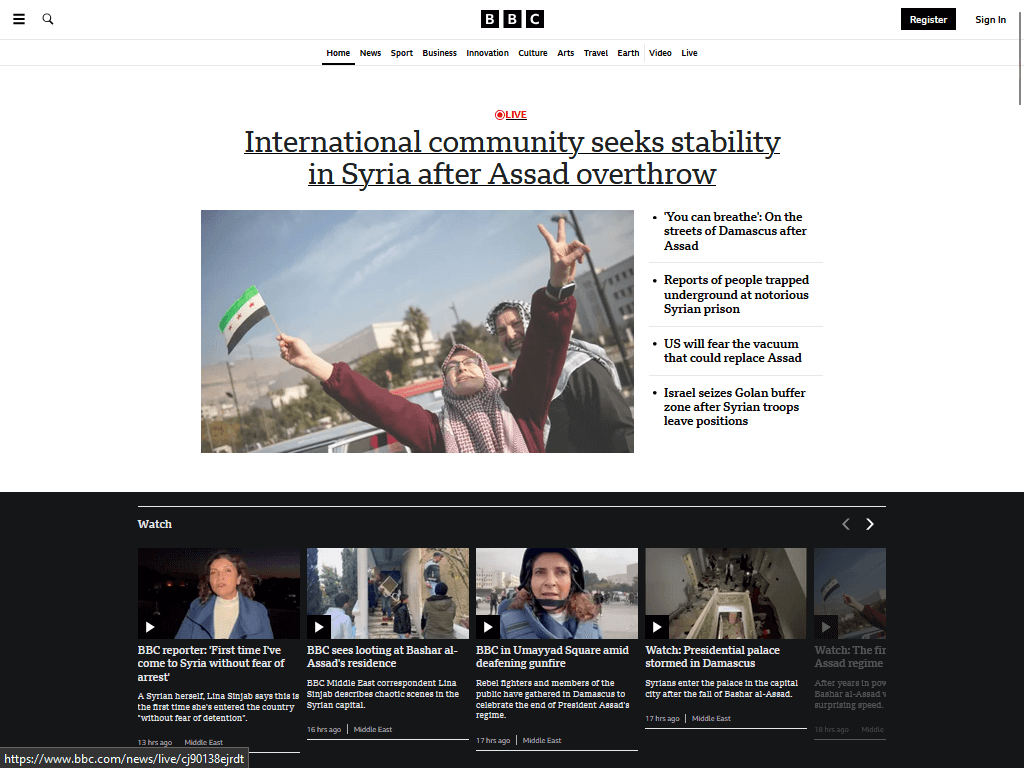 BBC
Register
Sign In
Home News Sport Business Innovation Culture Arts Travel Earth Video Live
LIVE
International community seeks stability
in Syria after Assad overthrow
'You can breathe': On the
streets of Damascus after
Assad
Reports of people trapped
underground at notorious
Syrian prison
US will fear the vacuum
that could replace Assad
Israel seizes Golan buffer
zone after Syrian troops
leave positions
Watch
BBC reporter: 'First time I've
come to Syria without fear of
arrest'
A Syrian herself, Lina Sinjab says this is
the first time she's entered the country
"without fear of detention".
13 hrs ago Middle East
BBC sees looting at Bashar al-
Assad's residence
BBC Middle East correspondent Lina
Sinjab describes chaotic scenes in the
Syrian capital.
16 hrs ago Middle East
BBC in Umayyad Square amid
deafening gunfire
Rebel fighters and members of the
public have gathered in Damascus to
celebrate the end of President Assad's
regime.
17 hrs ago Middle East
Watch: Presidential palace
stormed in Damascus
Syrians enter the palace in the capital
city after the fall of Bashar al-Assad.
17 hrs ago Middle East
Watch: The fir
Assad regime
After years in pow
Bashar al-Assad w
surprising speed.
18 hrs ago Middle
https://www.bbc.com/news/live/cj90138ejrdt